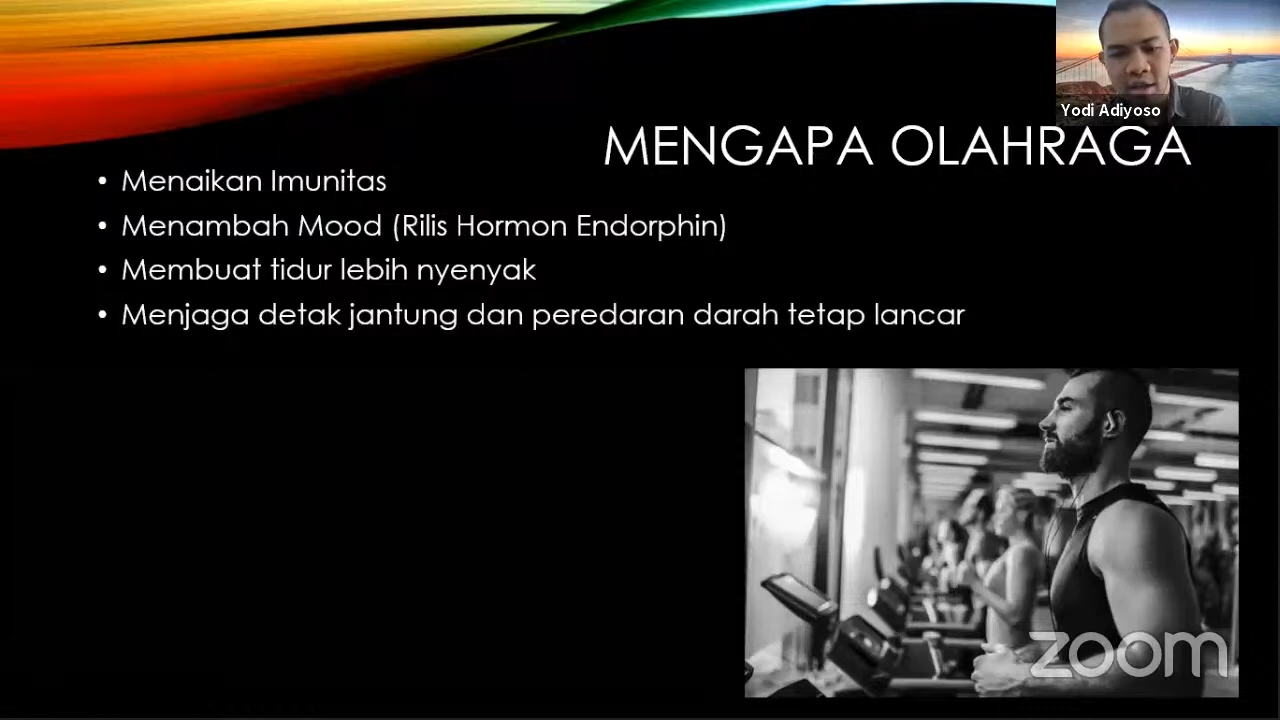 Yodi Adiyoso
MENGAPA OLAHRAGA
• Menaikan Imunitas
• Menambah Mood (Rilis Hormon Endorphin)
• Membuat tidur lebih nyenyak
• Menjaga detak jantung dan peredaran darah tetap lancar
zoom